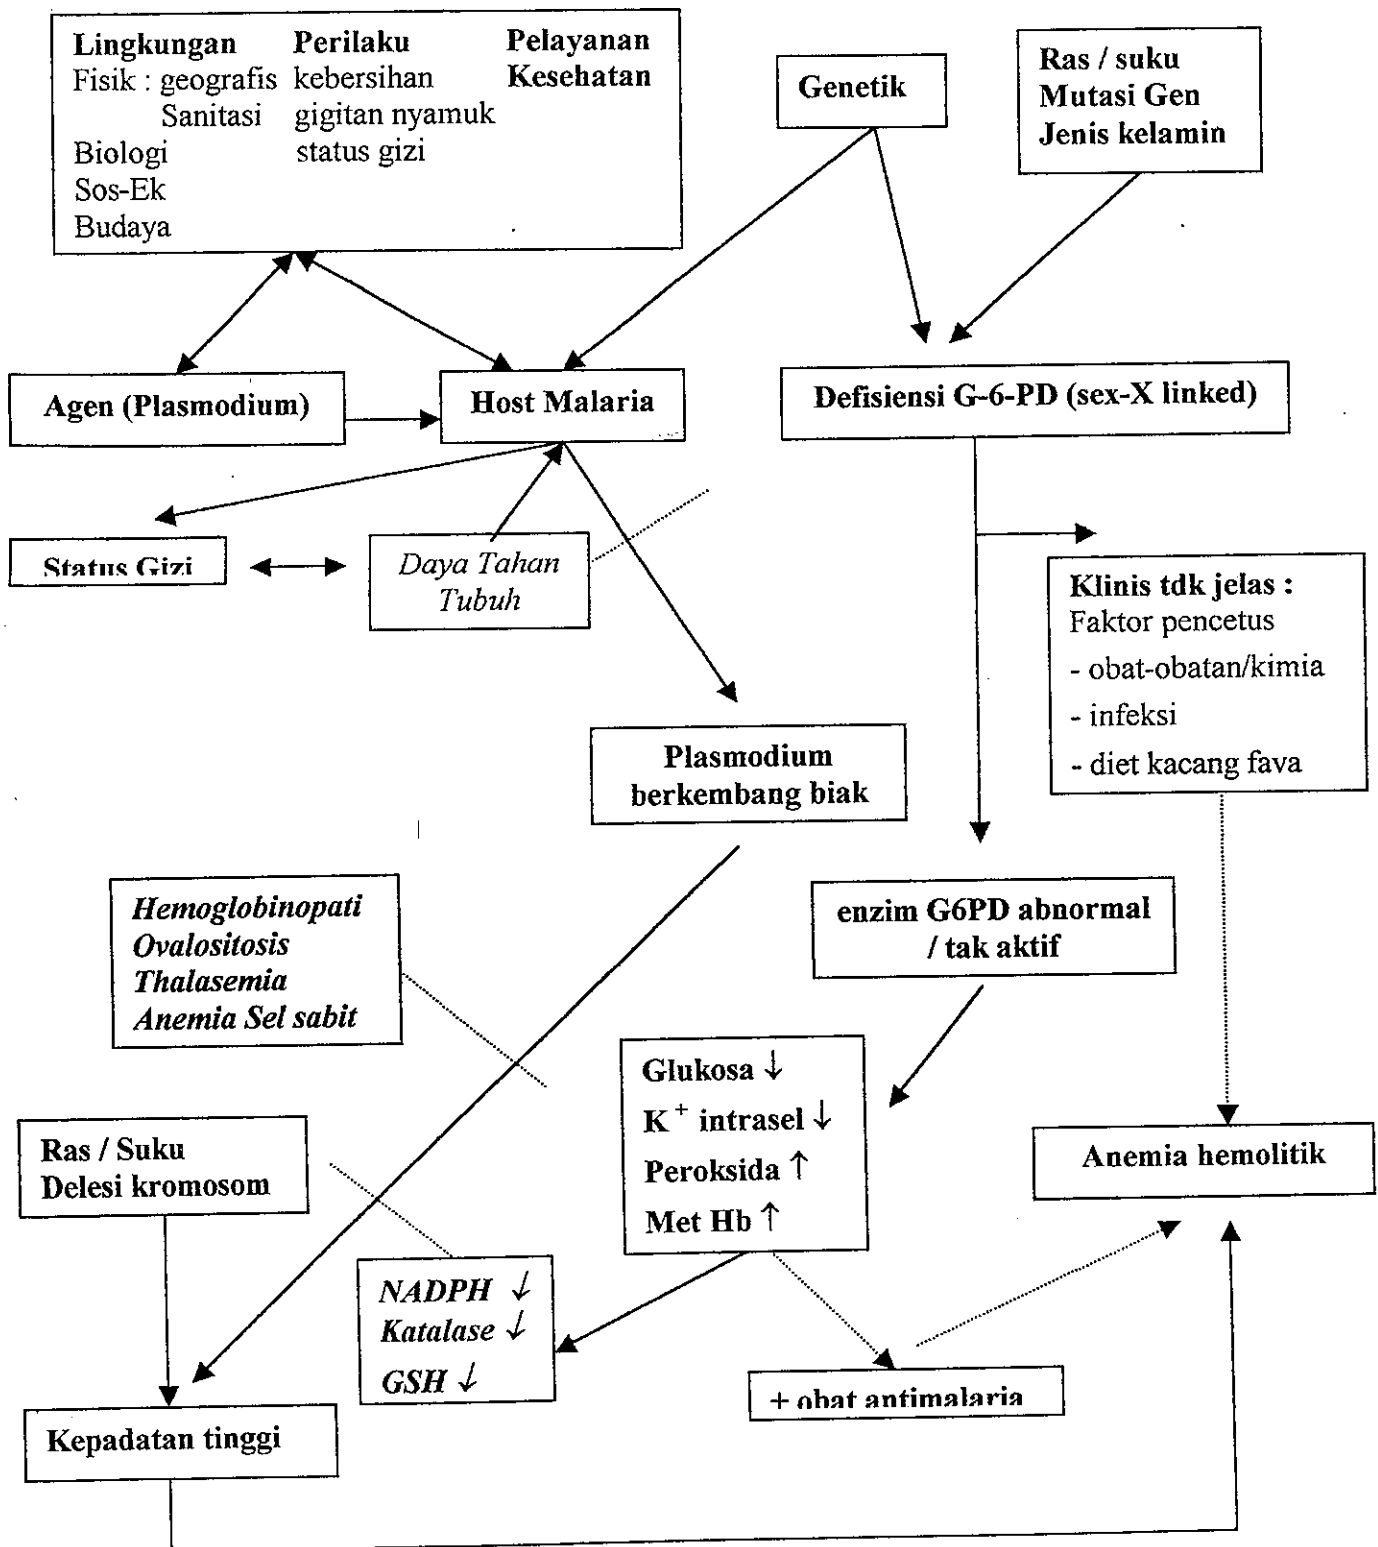 Lingkungan Perilaku Pelayanan
Fisik : geografis kebersihan Kesehatan
Sanitasi gigitan nyamuk
Biologi status gizi
Sos-Ek
Budaya
Genetik
Ras / suku
Mutasi Gen
Jenis kelamin
Agen (Plasmodium)
Host Malaria
Defisiensi G-6-PD (sex-X linked)
Status Gizi
Daya Tahan
Tubuh
Klinis tdk jelas :
Faktor pencetus
- obat-obatan/kimia
- infeksi
- diet kacang fava
Plasmodium
berkembang biak
Hemoglobinopati
Ovalositosis
Thalasemia
Anemia Sel sabit
enzim G6PD abnormal
/ tak aktif
Glukosa ↓
K⁺ intrasel ↓
Peroksida ↑
Met Hb ↑
Ras / Suku
Delesi kromosom
Anemia hemolitik
NADPH ↓
Katalase ↓
GSH ↓
+ obat antimalaria
Kepadatan tinggi